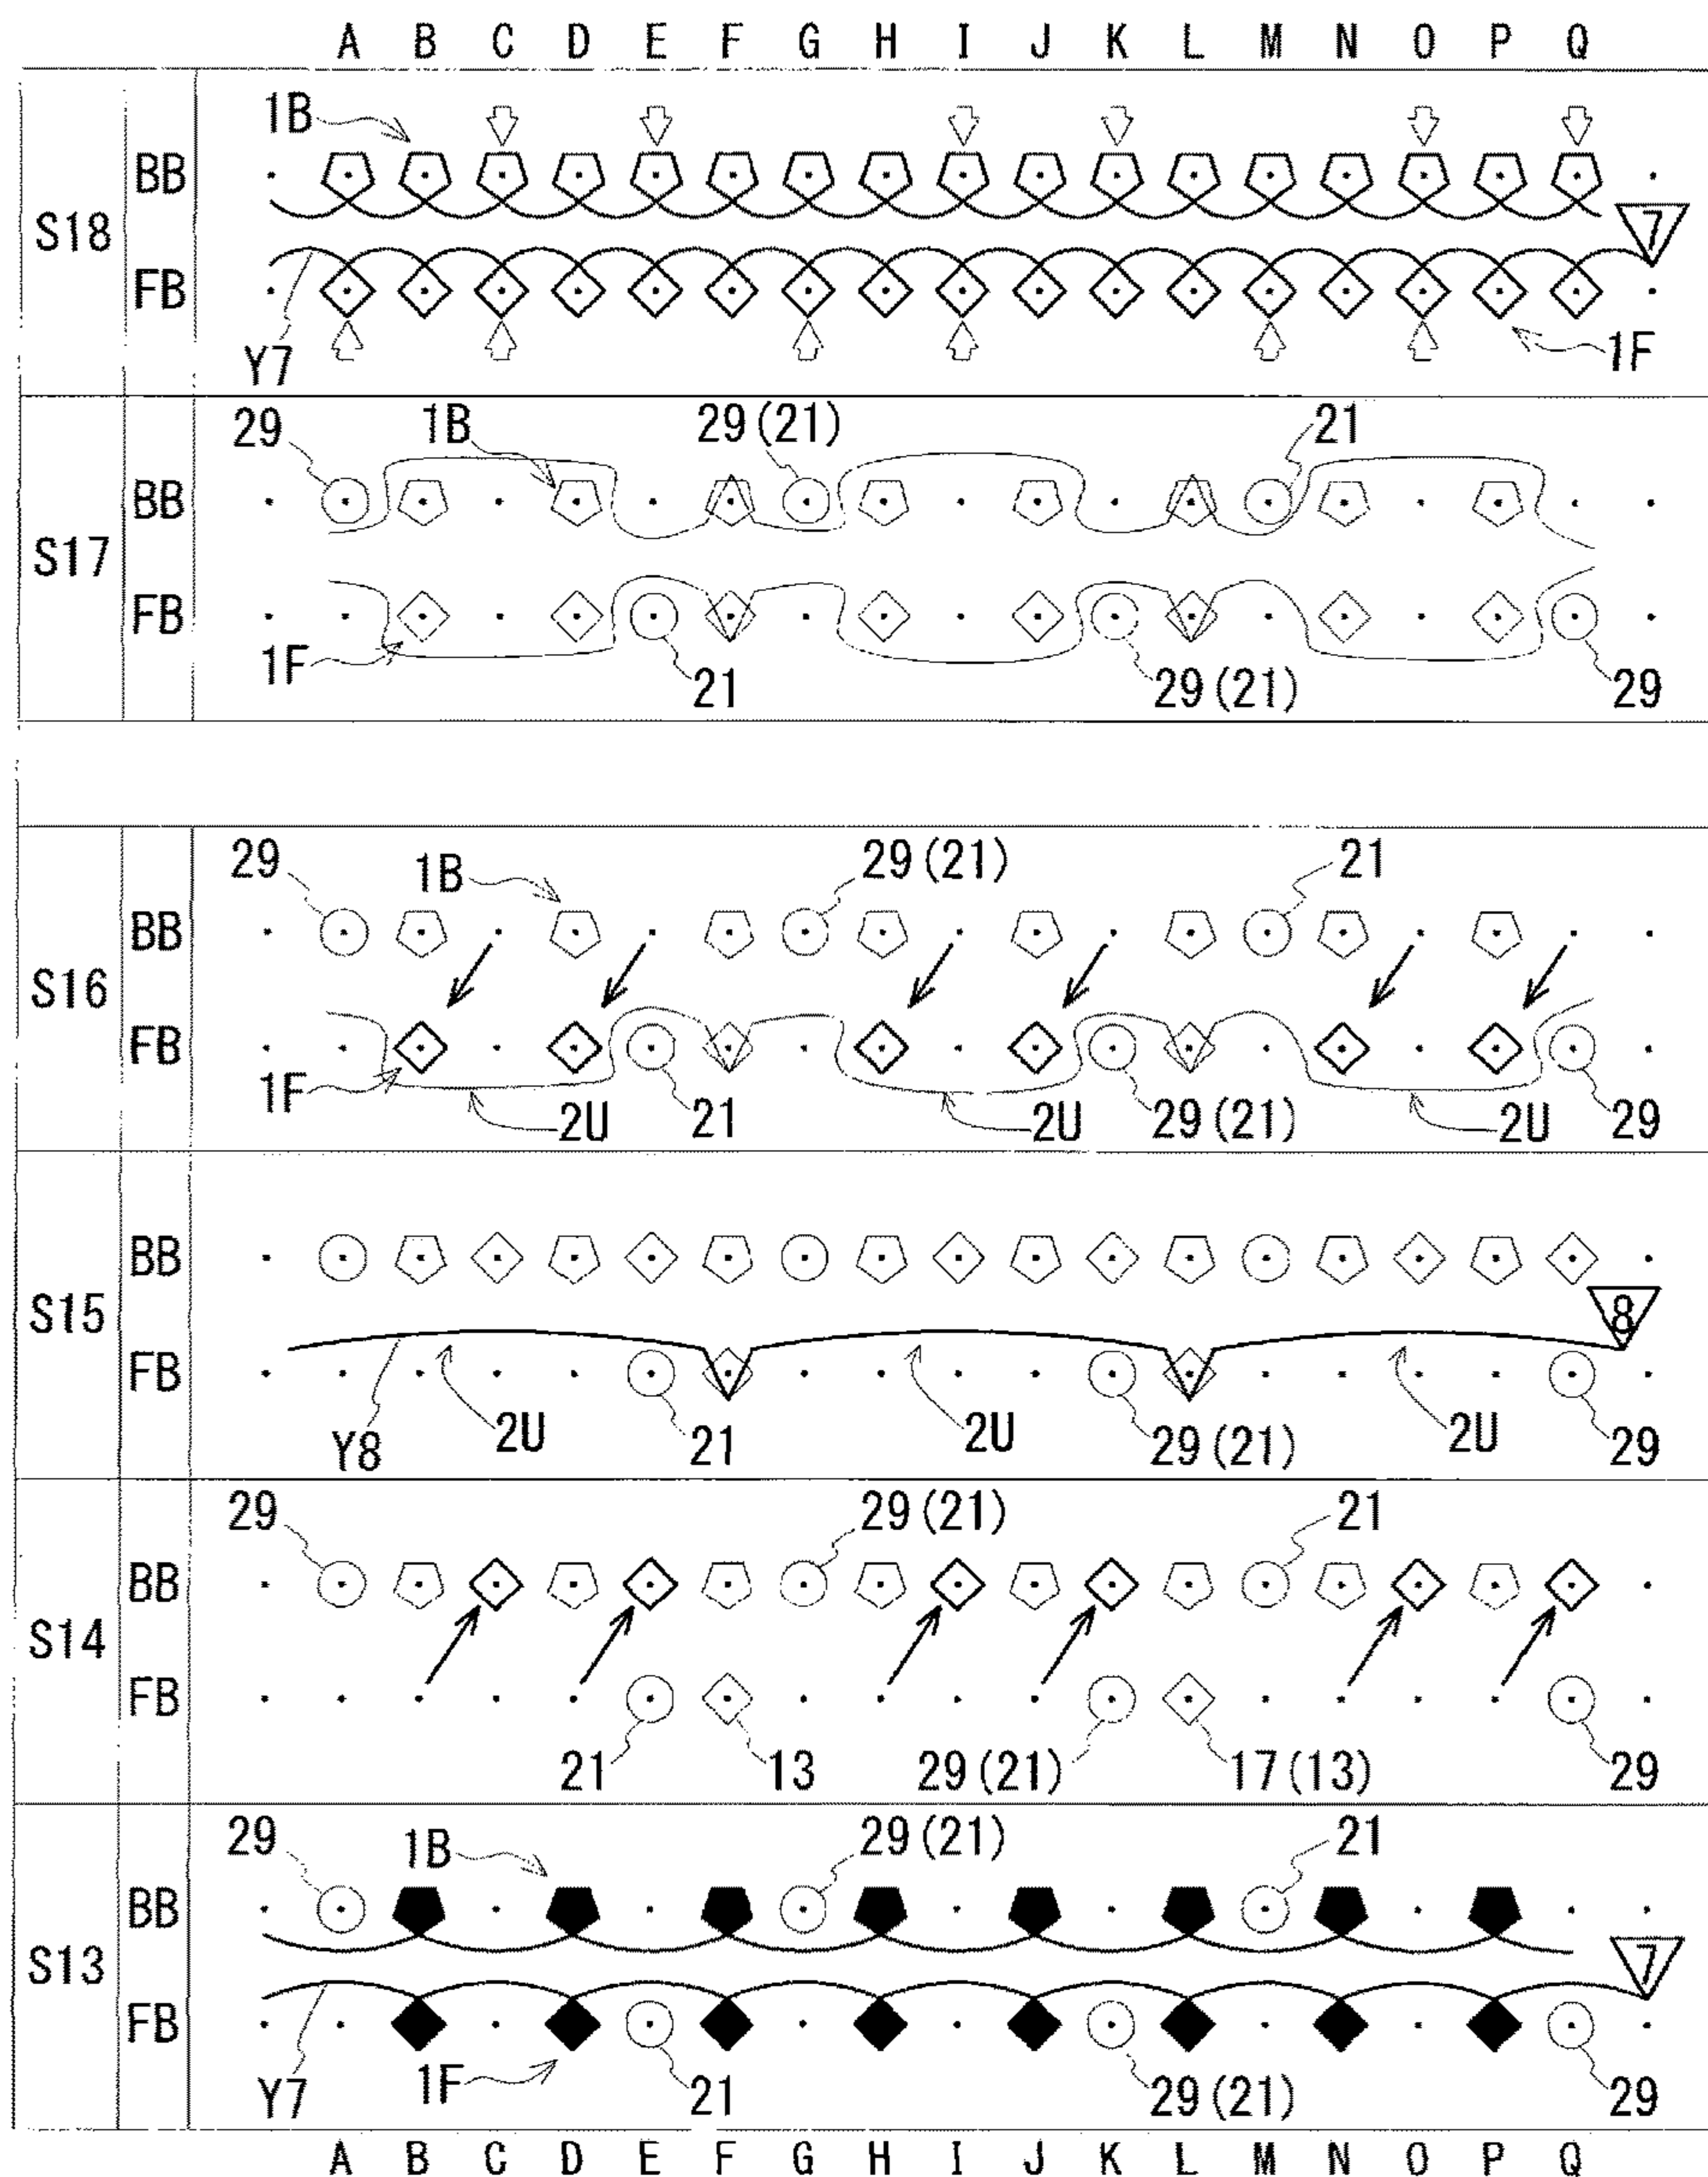 A B C D E F G H I J K L M N O P Q
1B
BB
S18
7
FB
Y7
1F
29 1B 29(21) 21
BB
S17
FB
1F 21 29(21) 29
29 1B 29(21) 21
BB
S16
FB
1F 2U 21 2U 29(21) 2U 29
BB
S15
8
FB
Y8 2U 21 2U 29(21) 2U 29
29 29(21) 21
BB
S14
FB
21 13 29(21) 17(13) 29
29 1B 29(21) 21
BB
S13
7
FB
Y7 1F 21 29(21) 29
A B C D E F G H I J K L M N O P Q